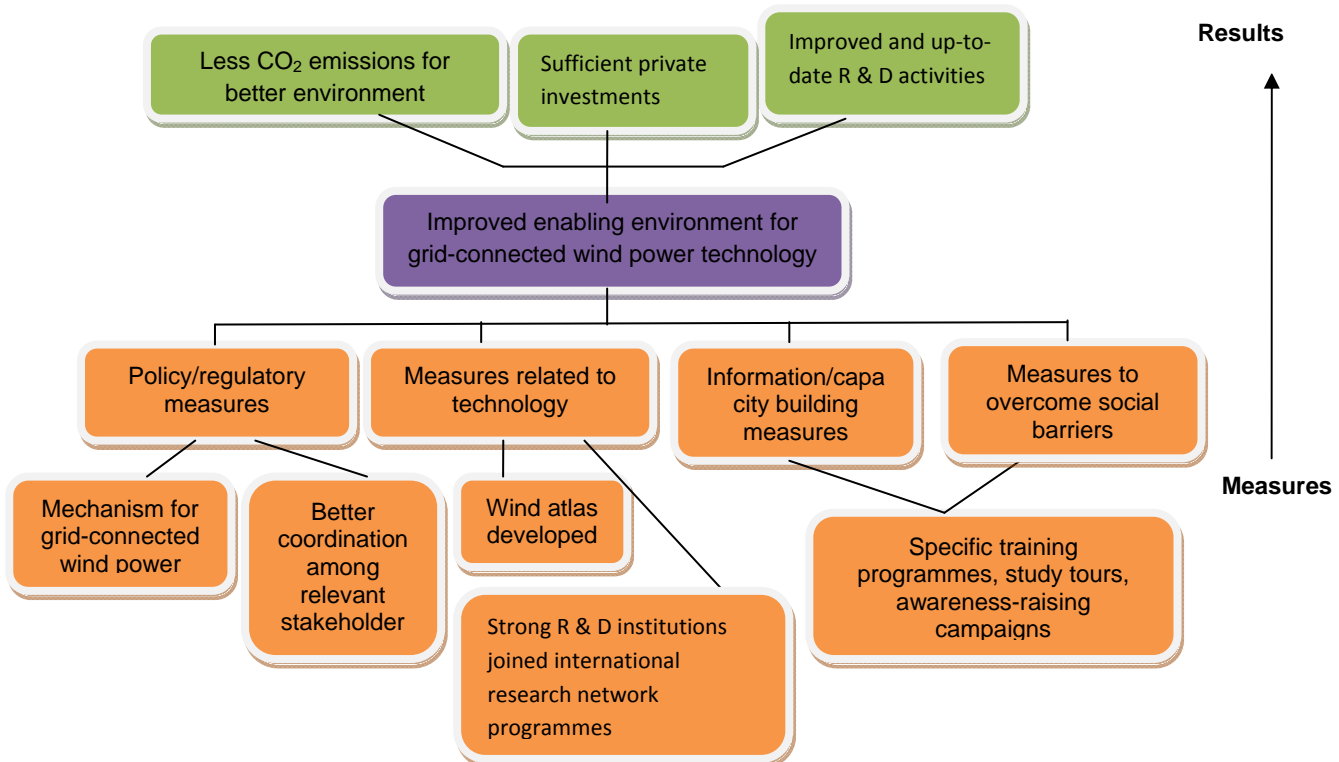 Less CO₂ emissions for
better environment
Sufficient private
investments
Improved and up-to-
date R & D activities
Results
Improved enabling environment for
grid-connected wind power technology
Policy/regulatory
measures
Measures related to
technology
Information/capa
city building
measures
Measures to
overcome social
barriers
Measures
Mechanism for
grid-connected
wind power
Better
coordination
among
relevant
stakeholder
Wind atlas
developed
Strong R & D institutions
joined international
research network
programmes
Specific training
programmes, study tours,
awareness-raising
campaigns